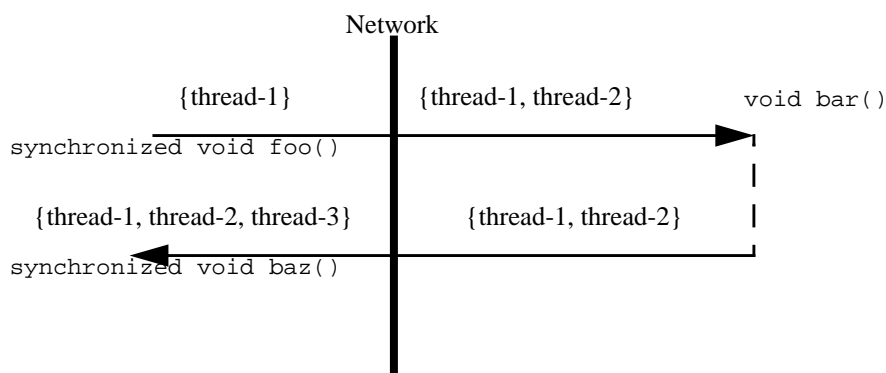 Network
{thread-1}
{thread-1, thread-2}
void bar()
synchronized void foo()
{thread-1, thread-2, thread-3}
{thread-1, thread-2}
synchronized void baz()